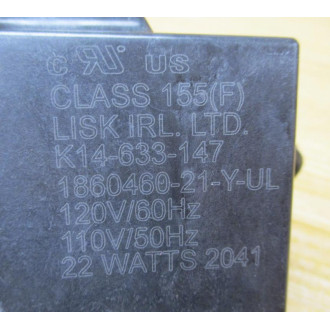 c RU us
CLASS 155(F)
LISK IRL. LTD.
K14-633-147
1860460-21-Y-UL
120V/60Hz
110V/50Hz
22 WATTS 2041